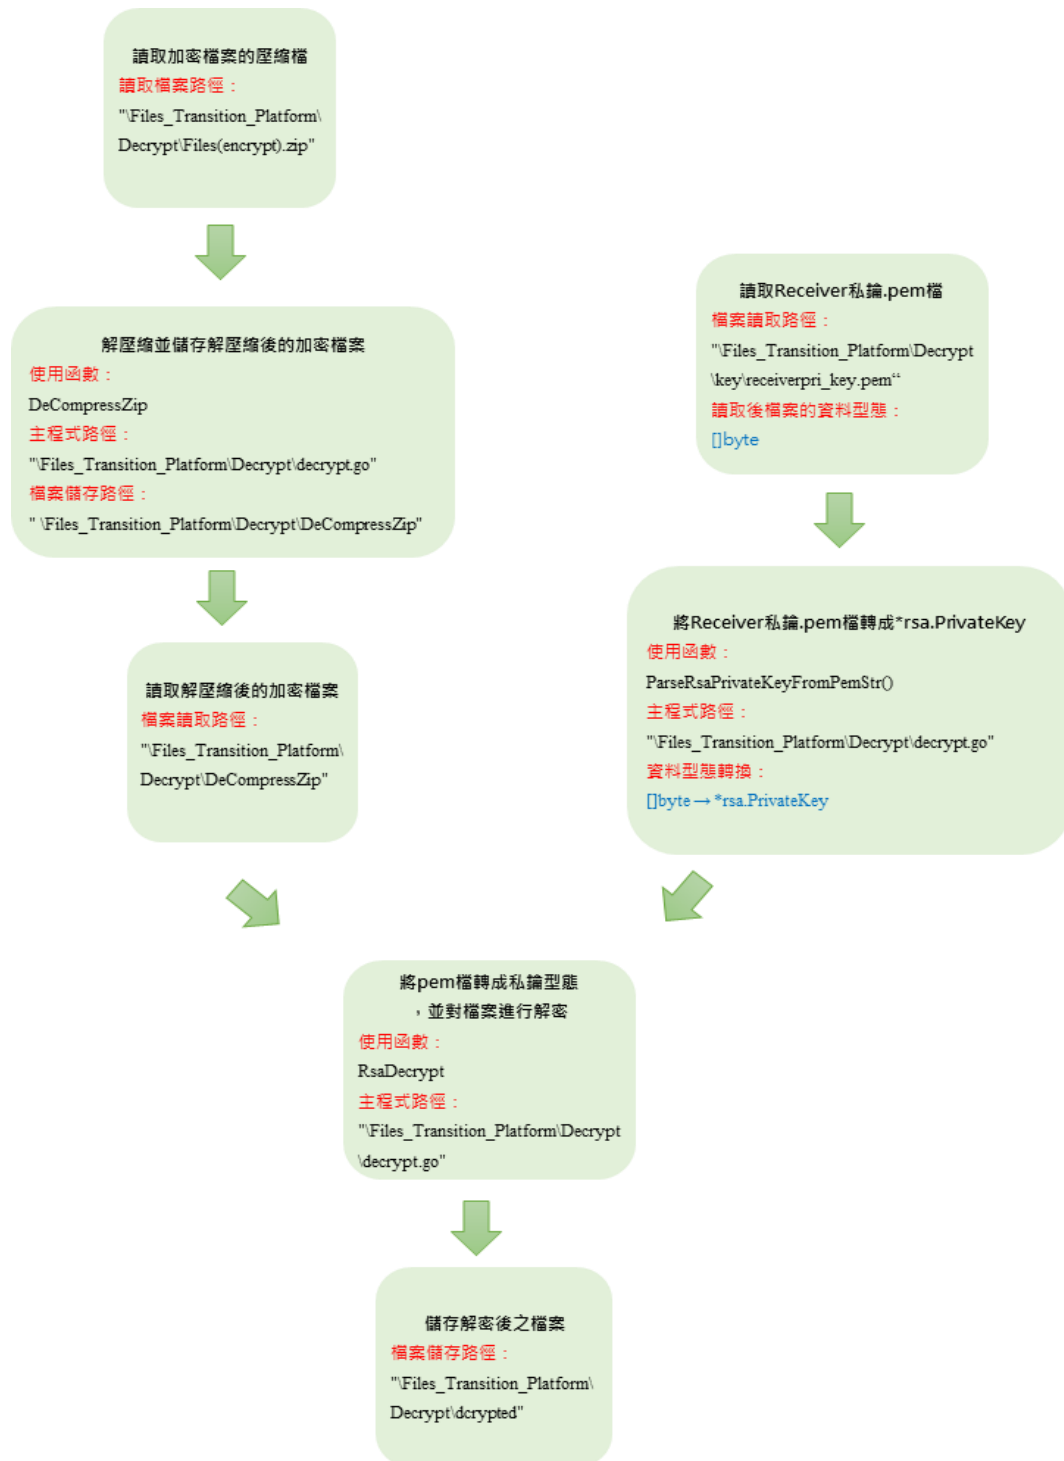 讀取加密檔案的壓縮檔
讀取檔案路徑：
"\Files_Transition_Platform\
Decrypt\Files(encrypt).zip"
解壓縮並儲存解壓縮後的加密檔案
使用函數：
DeCompressZip
主程式路徑：
"\Files_Transition_Platform\Decrypt\decrypt.go"
檔案儲存路徑：
" \Files_Transition_Platform\Decrypt\DeCompressZip"
讀取解壓縮後的加密檔案
檔案讀取路徑：
"\Files_Transition_Platform\
Decrypt\DeCompressZip"
讀取Receiver私鑰.pem檔
檔案讀取路徑：
"\Files_Transition_Platform\Decrypt
\key\receiverpri_key.pem“
讀取後檔案的資料型態：
[]byte
將Receiver私鑰.pem檔轉成*rsa.PrivateKey
使用函數：
ParseRsaPrivateKeyFromPemStr()
主程式路徑：
"\Files_Transition_Platform\Decrypt\decrypt.go"
資料型態轉換：
[]byte→*rsa.PrivateKey
將pem檔轉成私鑰型態
，並對檔案進行解密
使用函數：
RsaDecrypt
主程式路徑：
"\Files_Transition_Platform\Decrypt
\decrypt.go"
儲存解密後之檔案
檔案儲存路徑：
"\Files_Transition_Platform\
Decrypt\dcrypted"